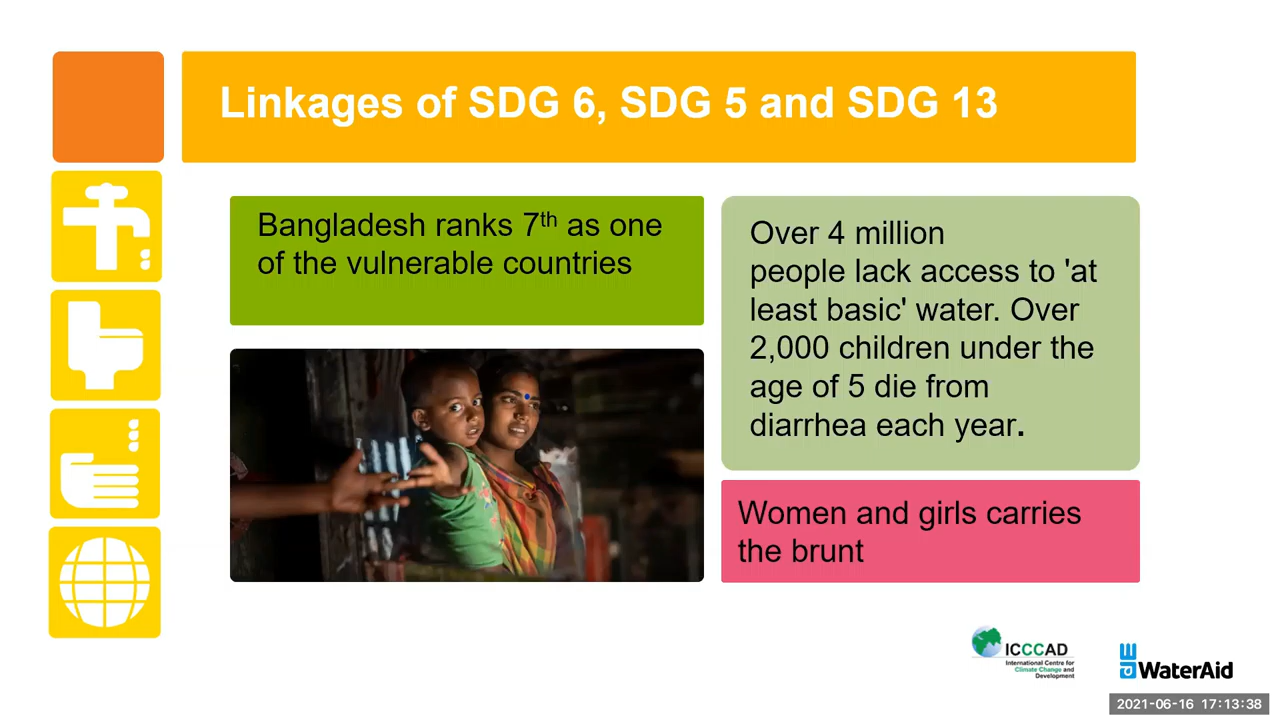 Linkages of SDG 6, SDG 5 and SDG 13
Bangladesh ranks 7th as one
of the vulnerable countries
Over 4 million
people lack access to 'at
least basic' water. Over
2,000 children under the
age of 5 die from
diarrhea each year.
Women and girls carries
the brunt
ICCCAD
International Centre for
Climate Change and
Development
WaterAid
2021-06-16 17:13:38